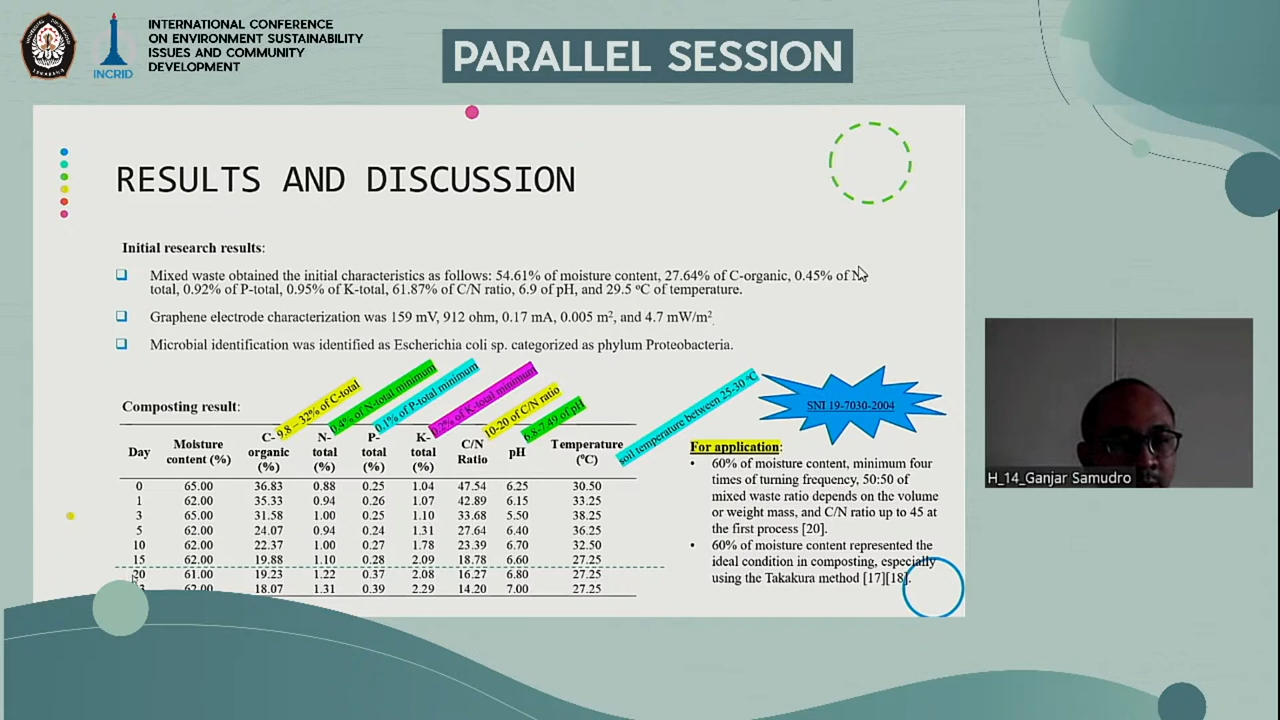 INTERNATIONAL CONFERENCE
ON ENVIRONMENT SUSTAINABILITY
ISSUES AND COMMUNITY
DEVELOPMENT
INCRID
PARALLEL SESSION
RESULTS AND DISCUSSION
Initial research results:
Mixed waste obtained the initial characteristics as follows: 54.61% of moisture content, 27.64% of C-organic, 0.45% of N-
total, 0.92% of P-total, 0.95% of K-total, 61.87% of C/N ratio, 6.9 of pH, and 29.5 ºC of temperature.
Graphene electrode characterization was 159 mV, 912 ohm, 0.17 mA, 0.005 m², and 4.7 mW/m².
Microbial identification was identified as Escherichia coli sp. categorized as phylum Proteobacteria.
Composting result:
9.8 – 32% of C-total
0.4% of N-total minimum
0.1% of P-total minimum
0.2% of K-total minimum
10-20 of C/N ratio
6.8-7.49 of pH
soil temperature between 25-30 ºC
SNI 19-7030-2004
Day Moisture content (%) C-organic (%) N-total (%) P-total (%) K-total (%) C/N Ratio pH Temperature (ºC)
0 65.00 36.83 0.88 0.25 1.04 47.54 6.25 30.50
1 62.00 35.33 0.94 0.26 1.07 42.89 6.15 33.25
3 65.00 31.58 1.00 0.25 1.10 33.68 5.50 38.25
5 62.00 24.07 0.94 0.24 1.31 27.64 6.40 36.25
10 62.00 22.37 1.00 0.27 1.78 23.39 6.70 32.50
15 62.00 19.88 1.10 0.28 2.09 18.78 6.60 27.25
20 61.00 19.23 1.22 0.37 2.08 16.27 6.80 27.25
62.00 18.07 1.31 0.39 2.29 14.20 7.00 27.25
For application:
60% of moisture content, minimum four
times of turning frequency, 50:50 of
mixed waste ratio depends on the volume
or weight mass, and C/N ratio up to 45 at
the first process [20].
60% of moisture content represented the
ideal condition in composting, especially
using the Takakura method [17][18].
H_14_Ganjar Samudro